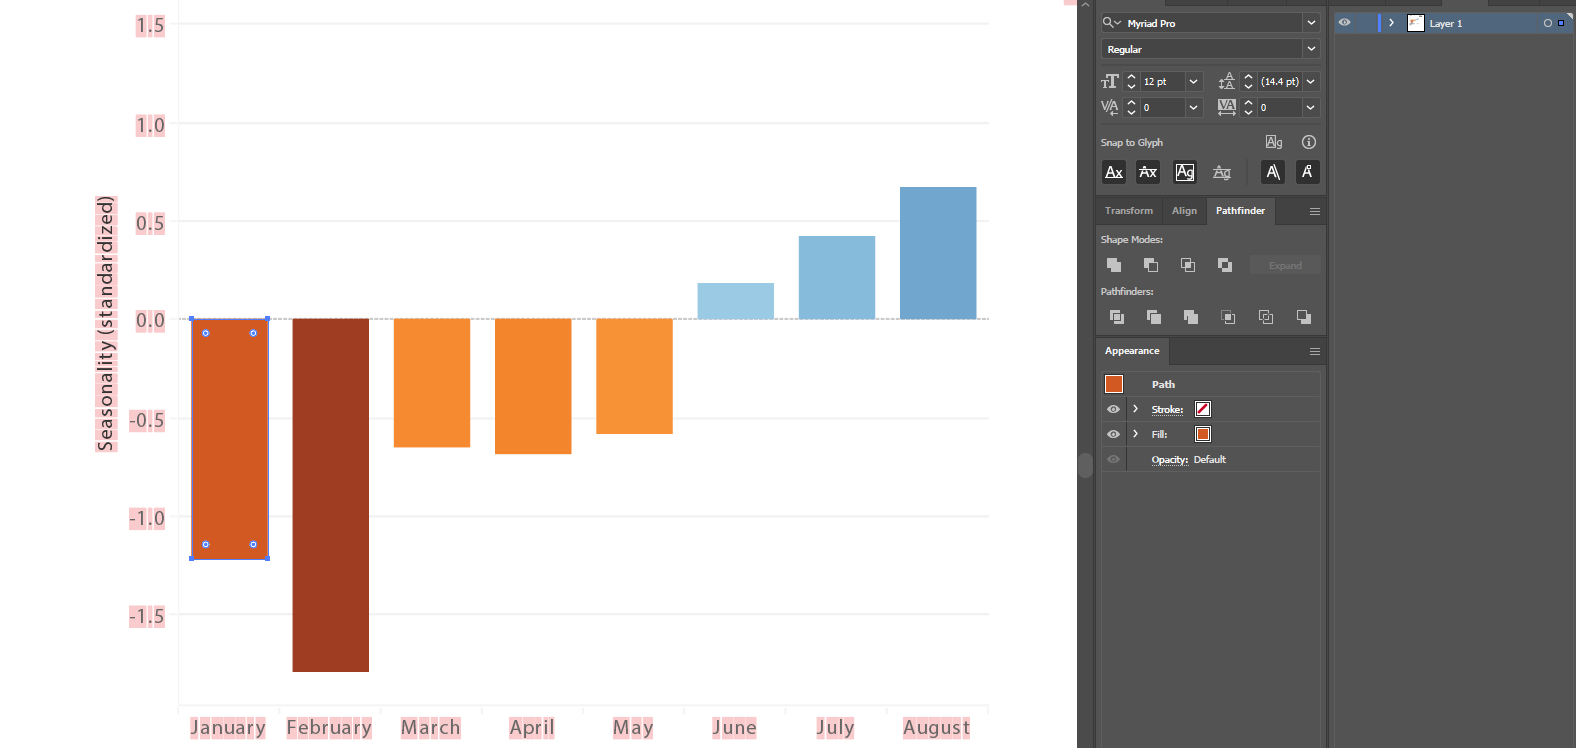 1.5
1.0
0.5
0.0
-0.5
-1.0
-1.5
Seasonality (standardized)
January February March April May June July August
Myriad Pro
Regular
12 pt (14.4 pt)
0 0
Snap to Glyph
Transform Align Pathfinder
Shape Modes:
Expand
Pathfinders:
Appearance
Path
Stroke:
Fill:
Opacity: Default
Layer 1